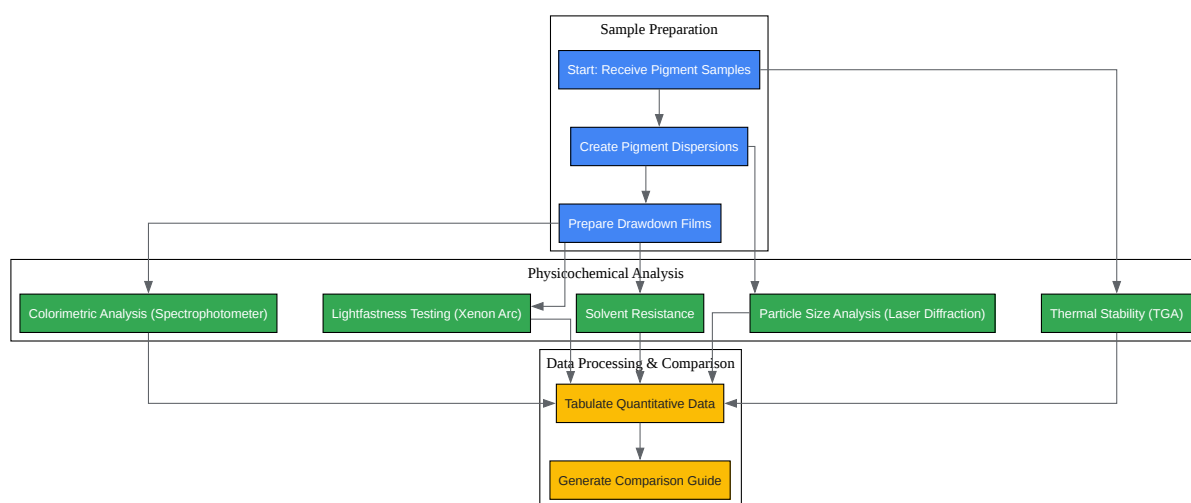 Sample Preparation
Start: Receive Pigment Samples
Create Pigment Dispersions
Prepare Drawdown Films
Physicochemical Analysis
Colorimetric Analysis (Spectrophotometer)
Lightfastness Testing (Xenon Arc)
Solvent Resistance
Particle Size Analysis (Laser Diffraction)
Thermal Stability (TGA)
Data Processing & Comparison
Tabulate Quantitative Data
Generate Comparison Guide